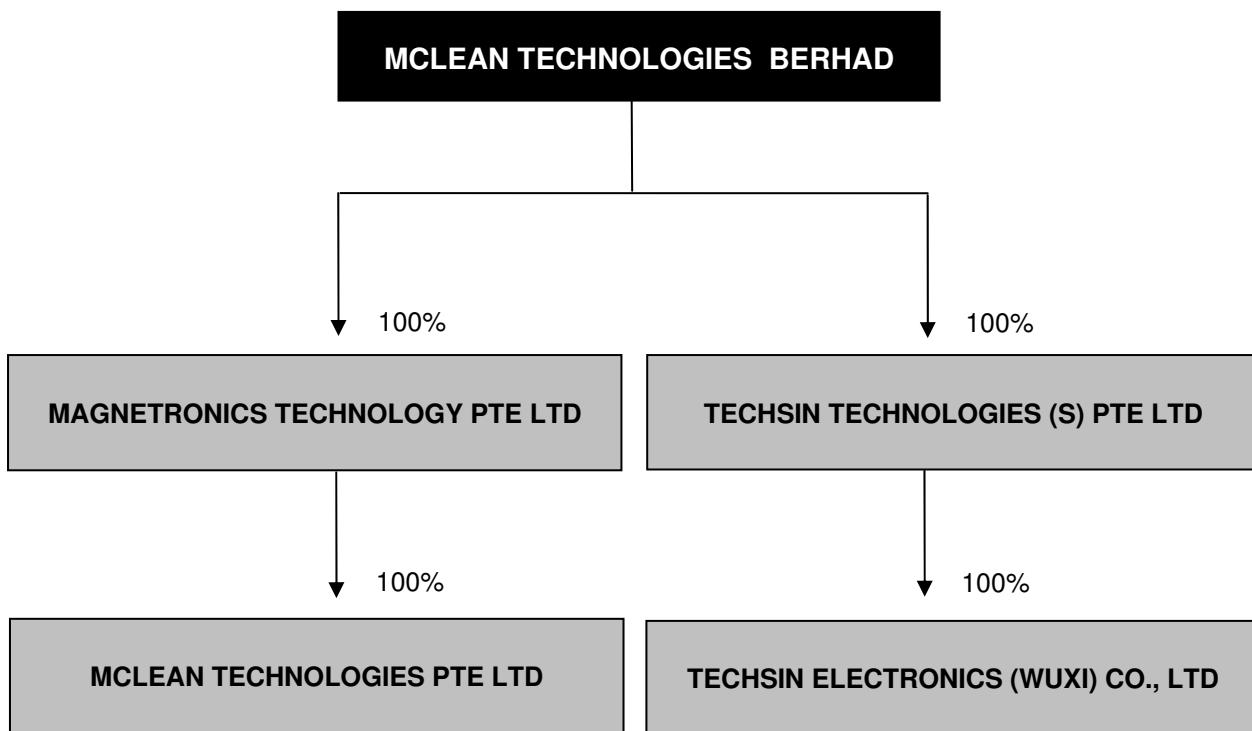 MCLEAN TECHNOLOGIES BERHAD
100%
100%
MAGNETRONICS TECHNOLOGY PTE LTD
TECHSIN TECHNOLOGIES (S) PTE LTD
100%
100%
MCLEAN TECHNOLOGIES PTE LTD
TECHSIN ELECTRONICS (WUXI) CO., LTD